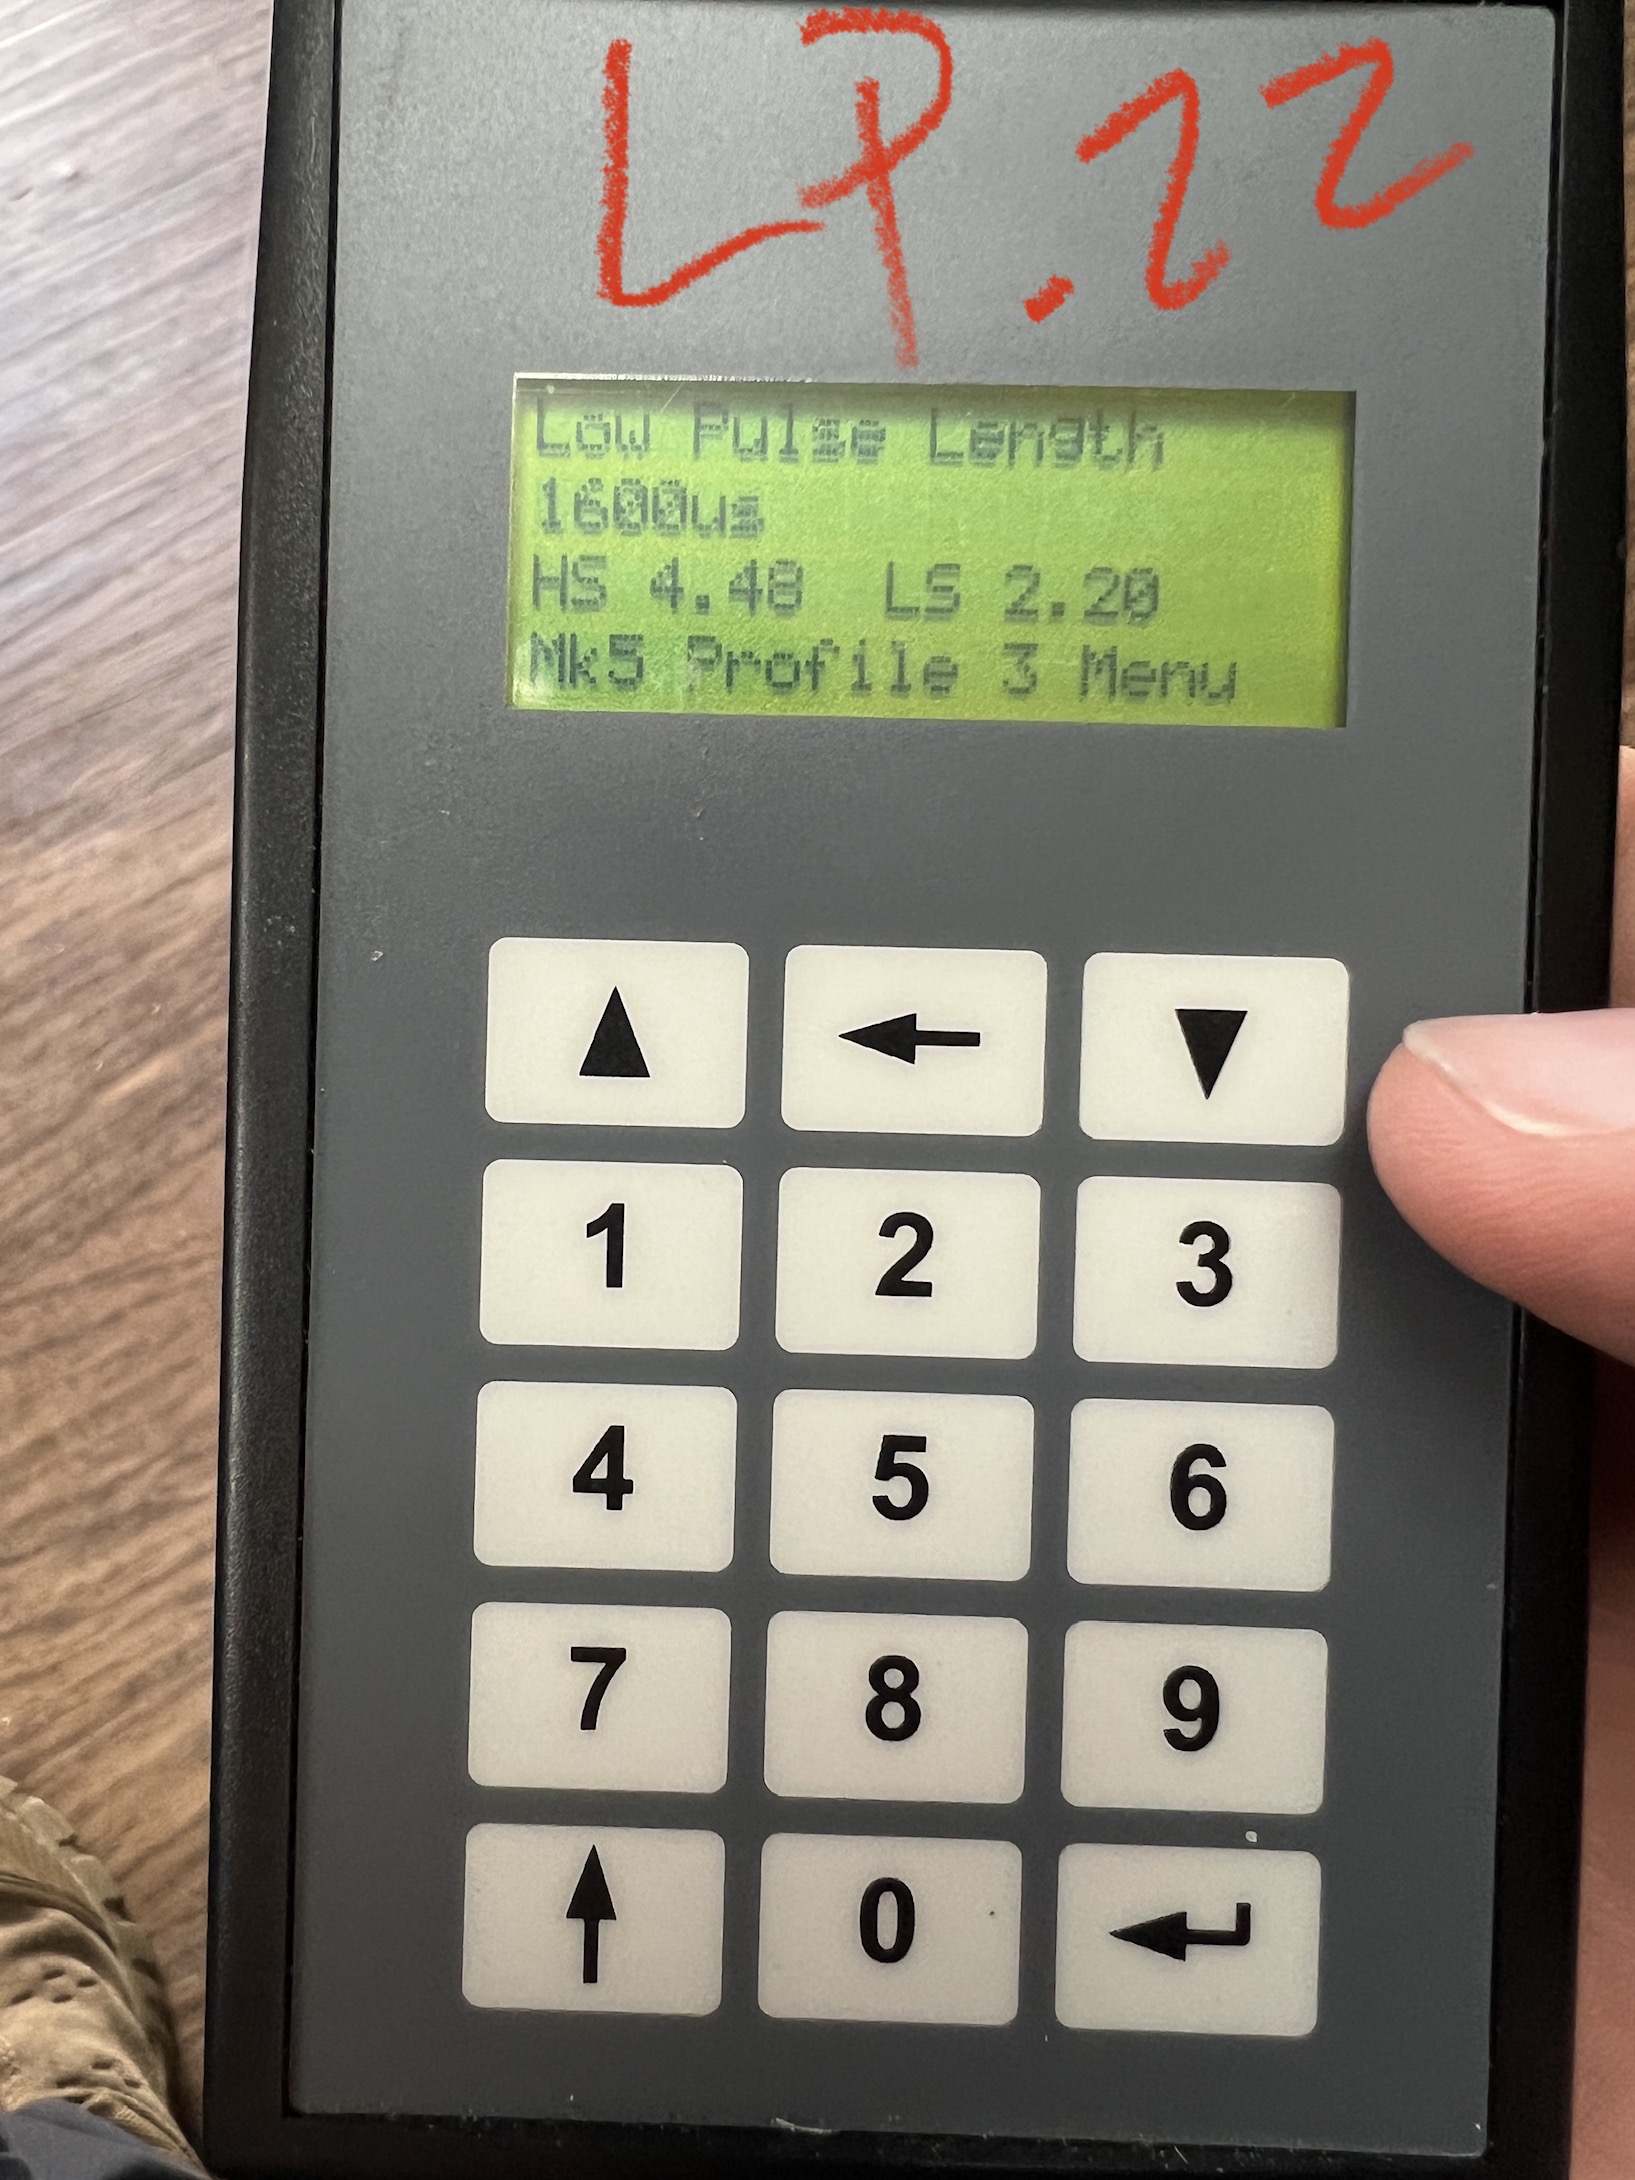 LP.22
Low Pulse Length
1600us
HS 4.48 LS 2.20
Mk5 Profile 3 Menu
1 2 3
4 5 6
7 8 9
0